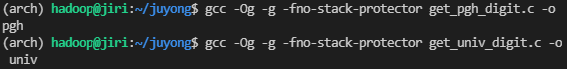 (arch) hadoop@jiri:~/juyong$ gcc -Og -g -fno-stack-protector get_pgh_digit.c -o
pgh
(arch) hadoop@jiri:~/juyong$ gcc -Og -g -fno-stack-protector get_univ_digit.c -o
univ